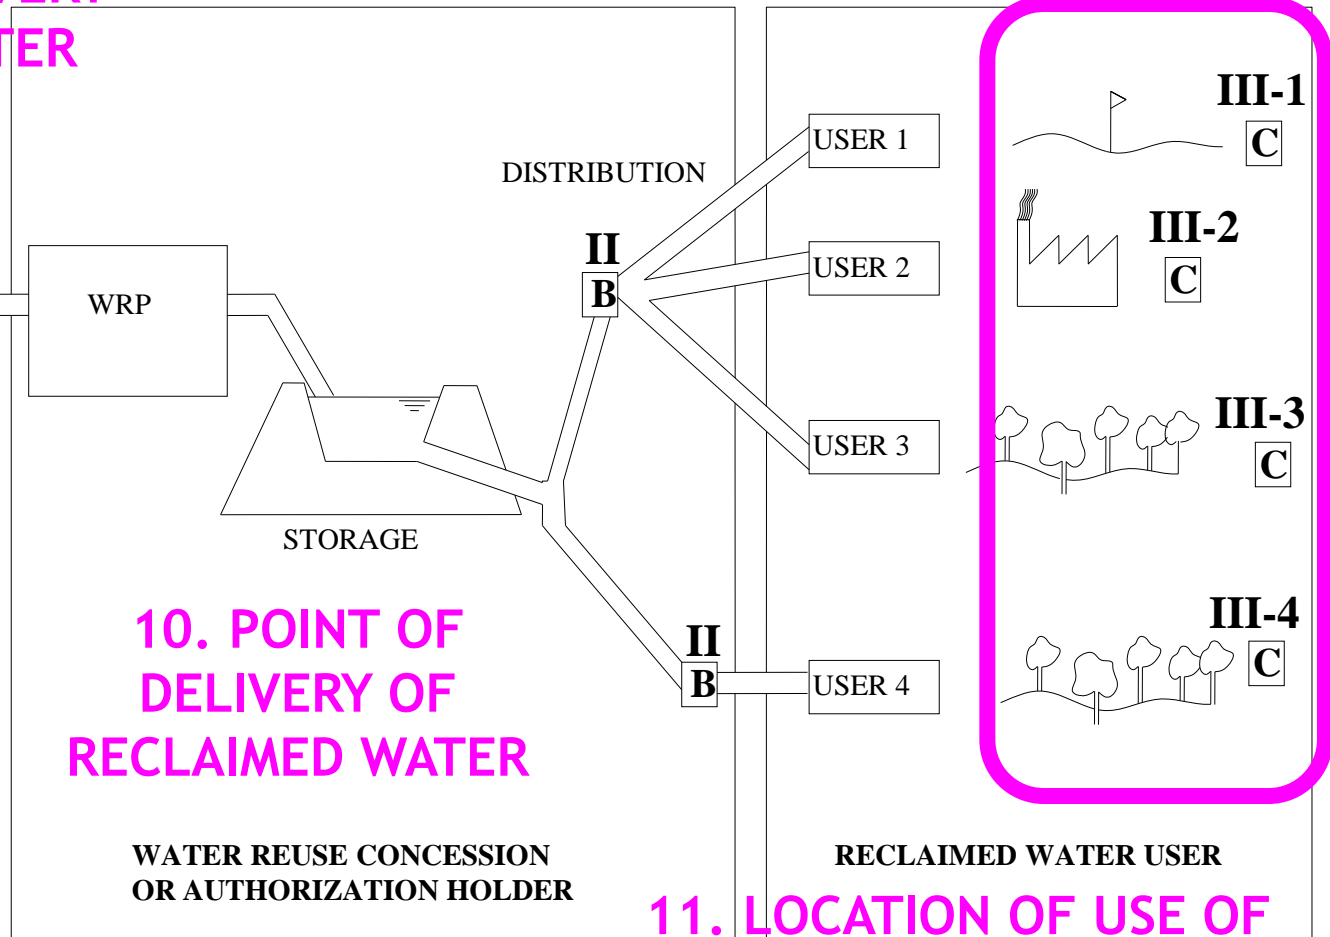 TER
III-1
C
USER 1
DISTRIBUTION
III-2
C
II
B
USER 2
WRP
III-3
C
USER 3
STORAGE
III-4
C
10. POINT OF
DELIVERY OF
RECLAIMED WATER
II
B
USER 4
WATER REUSE CONCESSION
OR AUTHORIZATION HOLDER
RECLAIMED WATER USER
11. LOCATION OF USE OF